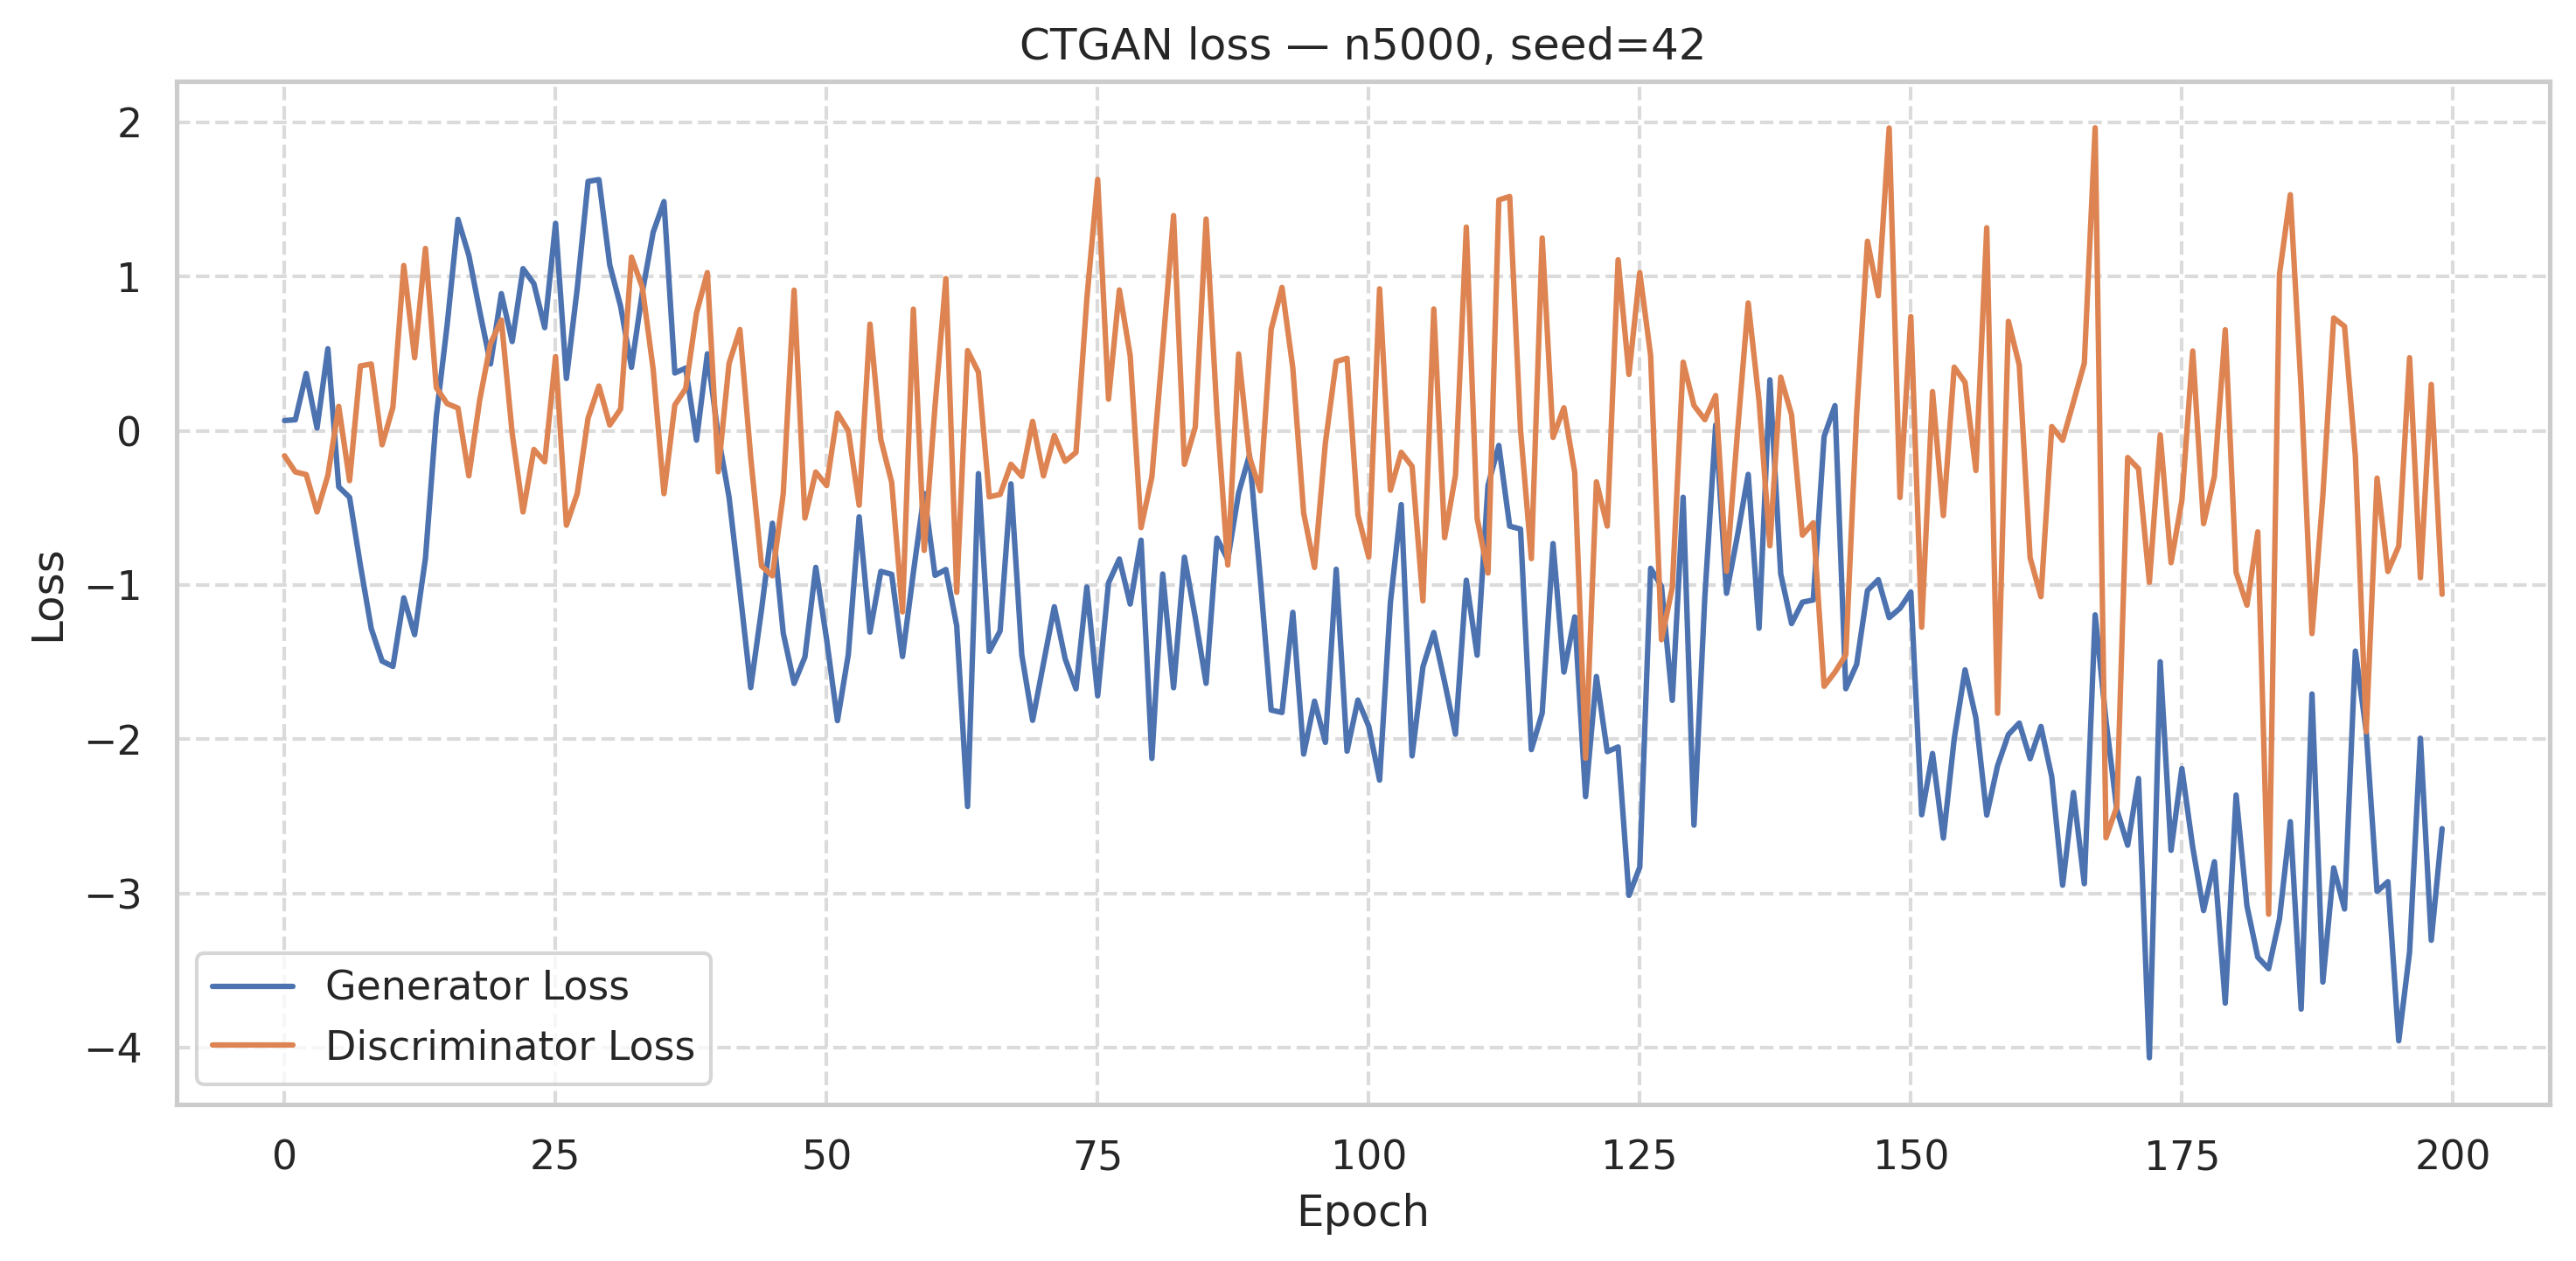 CTGAN loss — n5000, seed=42
Loss
2
1
0
−1
−2
−3
−4
Generator Loss
Discriminator Loss
0 25 50 75 100 125 150 175 200
Epoch